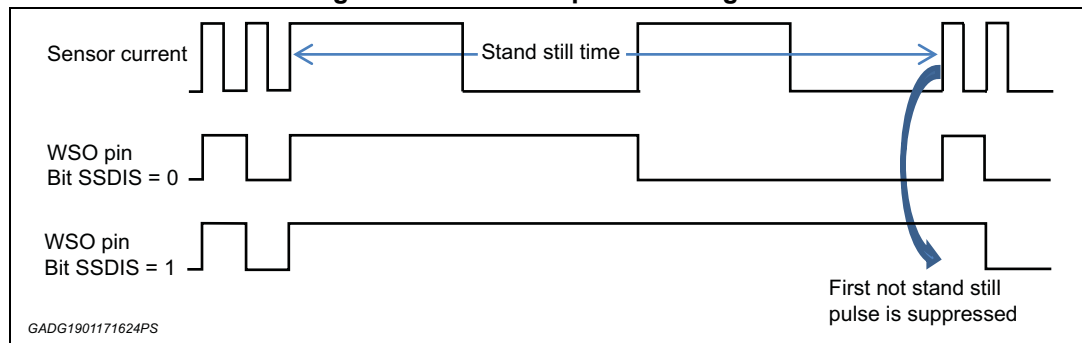 Sensor current
Stand still time
WSO pin
Bit SSDIS = 0
WSO pin
Bit SSDIS = 1
First not stand still
pulse is suppressed
GADG1901171624PS